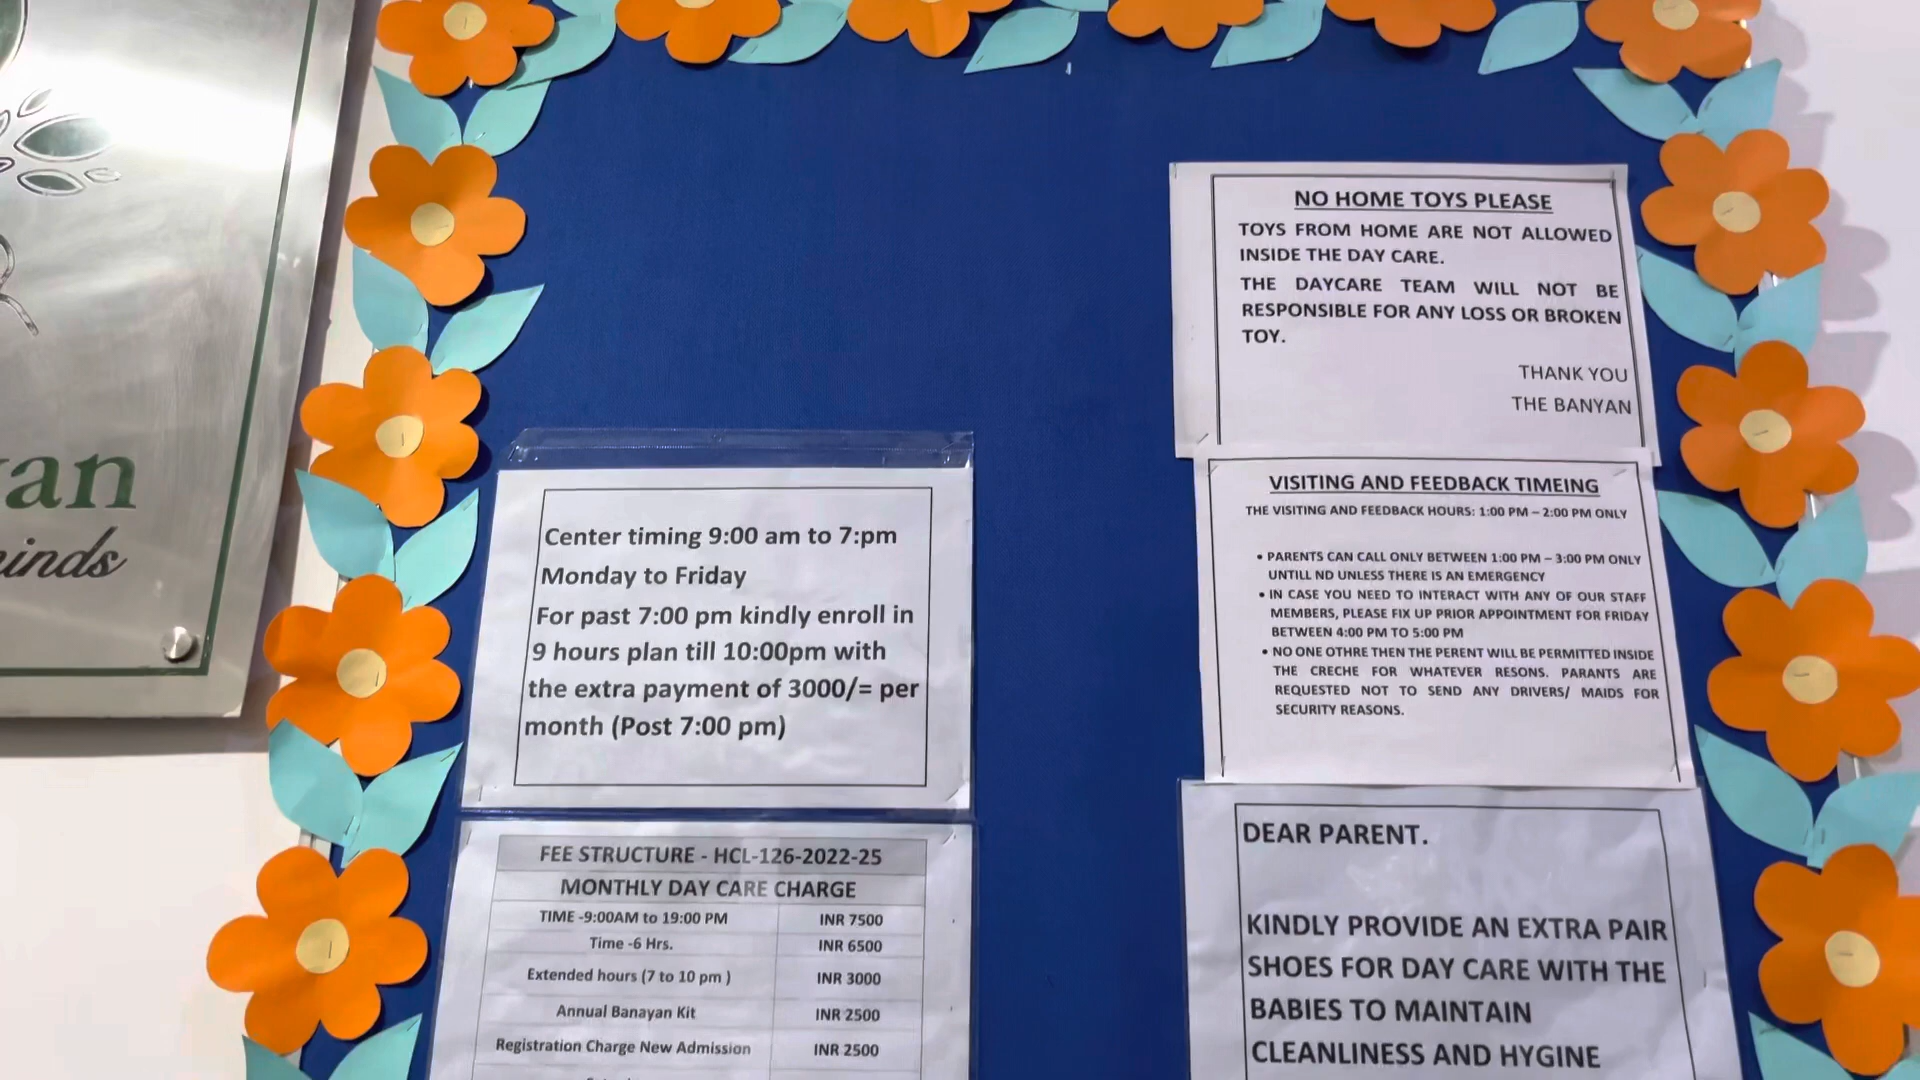 van
minds
NO HOME TOYS PLEASE
TOYS FROM HOME ARE NOT ALLOWED
INSIDE THE DAY CARE.
THE DAYCARE TEAM WILL NOT BE
RESPONSIBLE FOR ANY LOSS OR BROKEN
TOY.
THANK YOU
THE BANYAN
Center timing 9:00 am to 7:pm
Monday to Friday
For past 7:00 pm kindly enroll in
9 hours plan till 10:00pm with
the extra payment of 3000/= per
month (Post 7:00 pm)
VISITING AND FEEDBACK TIMEING
THE VISITING AND FEEDBACK HOURS: 1:00 PM – 2:00 PM ONLY
• PARENTS CAN CALL ONLY BETWEEN 1:00 PM – 3:00 PM ONLY
UNTILL ND UNLESS THERE IS AN EMERGENCY
• IN CASE YOU NEED TO INTERACT WITH ANY OF OUR STAFF
MEMBERS, PLEASE FIX UP PRIOR APPOINTMENT FOR FRIDAY
BETWEEN 4:00 PM TO 5:00 PM
• NO ONE OTHRE THEN THE PERENT WILL BE PERMITTED INSIDE
THE CRECHE FOR WHATEVER RESONS. PARANTS ARE
REQUESTED NOT TO SEND ANY DRIVERS/ MAIDS FOR
SECURITY REASONS.
FEE STRUCTURE - HCL-126-2022-25
MONTHLY DAY CARE CHARGE
TIME -9:00AM to 19:00 PM INR 7500
Time -6 Hrs. INR 6500
Extended hours (7 to 10 pm ) INR 3000
Annual Banayan Kit INR 2500
Registration Charge New Admission INR 2500
DEAR PARENT.
KINDLY PROVIDE AN EXTRA PAIR
SHOES FOR DAY CARE WITH THE
BABIES TO MAINTAIN
CLEANLINESS AND HYGINE